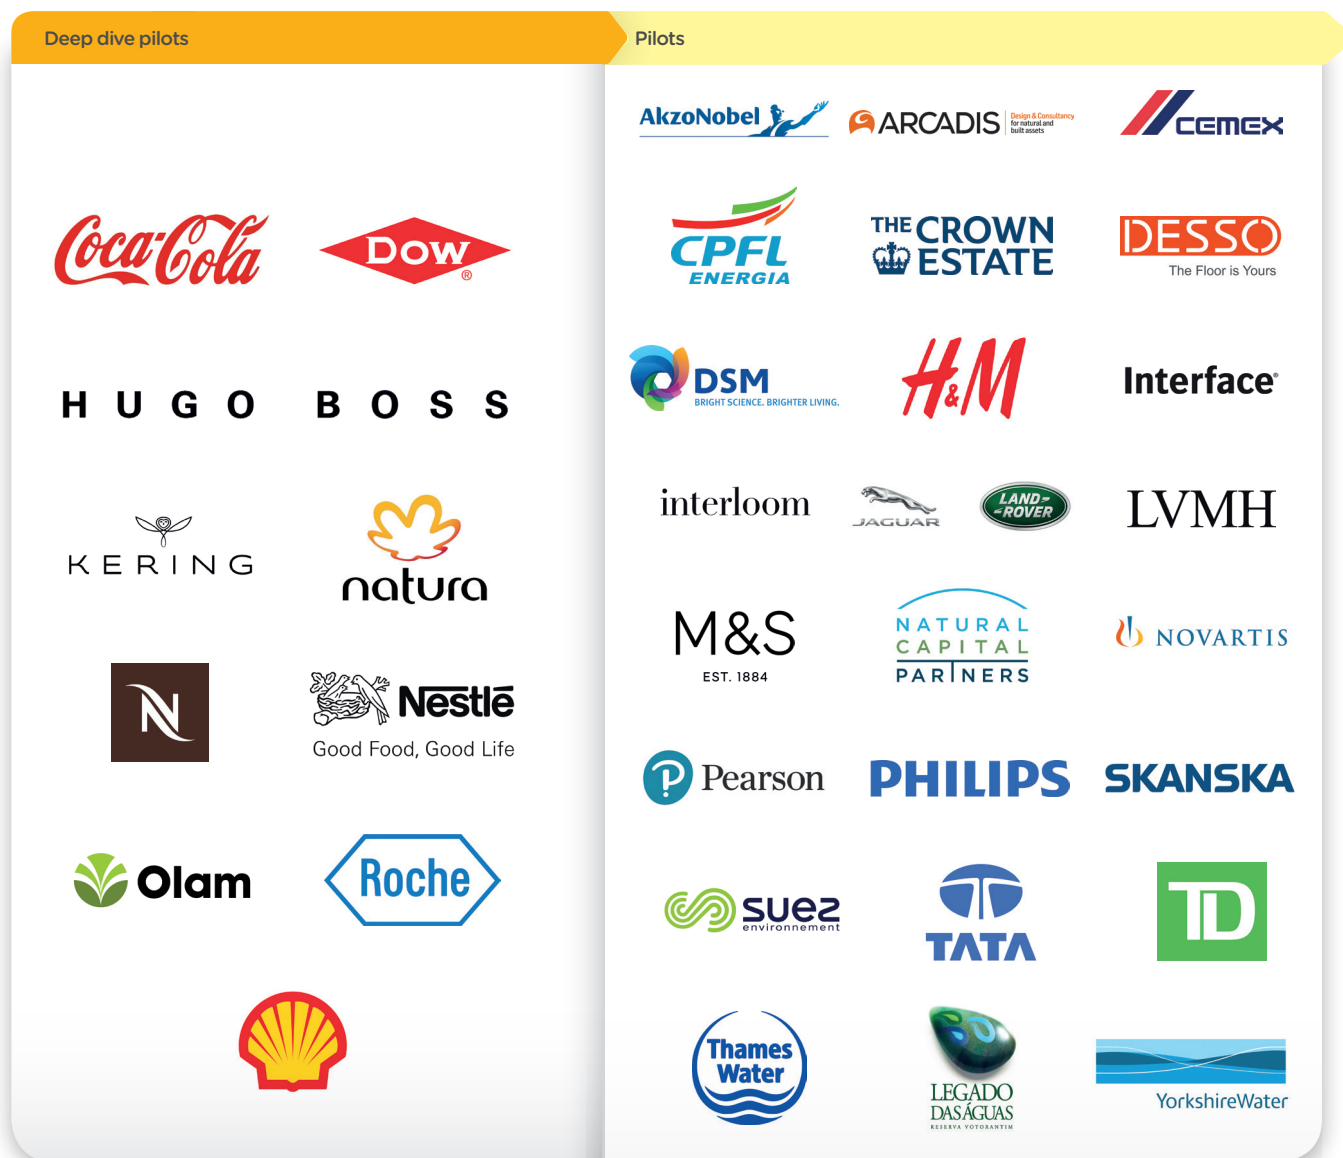 Deep dive pilots
Coca-Cola
DOW
®
HUGO BOSS
KERING
natura
N
Nestlé
Good Food, Good Life
Olam
Roche
Pilots
AkzoNobel
ARCADIS
Design & Consultancy
for natural and
built assets
CEMEX
CPFL
ENERGIA
THE CROWN
ESTATE
DESSO
The Floor is Yours
DSM
BRIGHT SCIENCE. BRIGHTER LIVING.
H&M
Interface®
interloom
JAGUAR
LAND-
-ROVER
LVMH
M&S
EST. 1884
NATURAL
CAPITAL
PARTNERS
NOVARTIS
P
Pearson
PHILIPS
SKANSKA
suez
environnement
TATA
TD
Thames
Water
LEGADO
DAS ÁGUAS
RESERVA VOTORANTIM
YorkshireWater